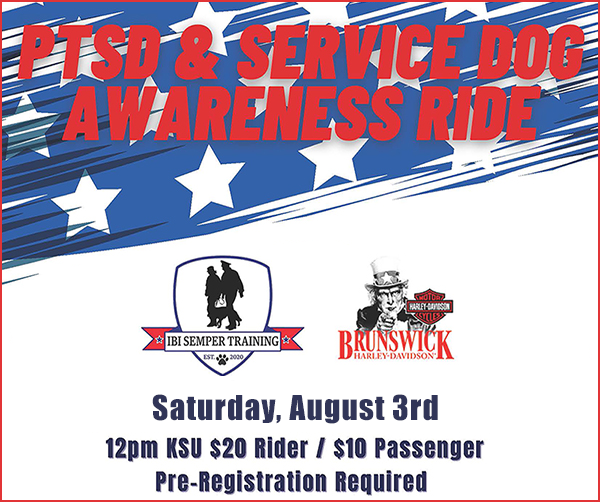 PTSD & SERVICE DOG
AWARENESS RIDE
IBI SEMPER TRAINING
EST. 2020
MOTOR
HARLEY-DAVIDSON
CYCLES
BRUNSWICK
HARLEY-DAVIDSON
Saturday, August 3rd
12pm KSU $20 Rider / $10 Passenger
Pre-Registration Required